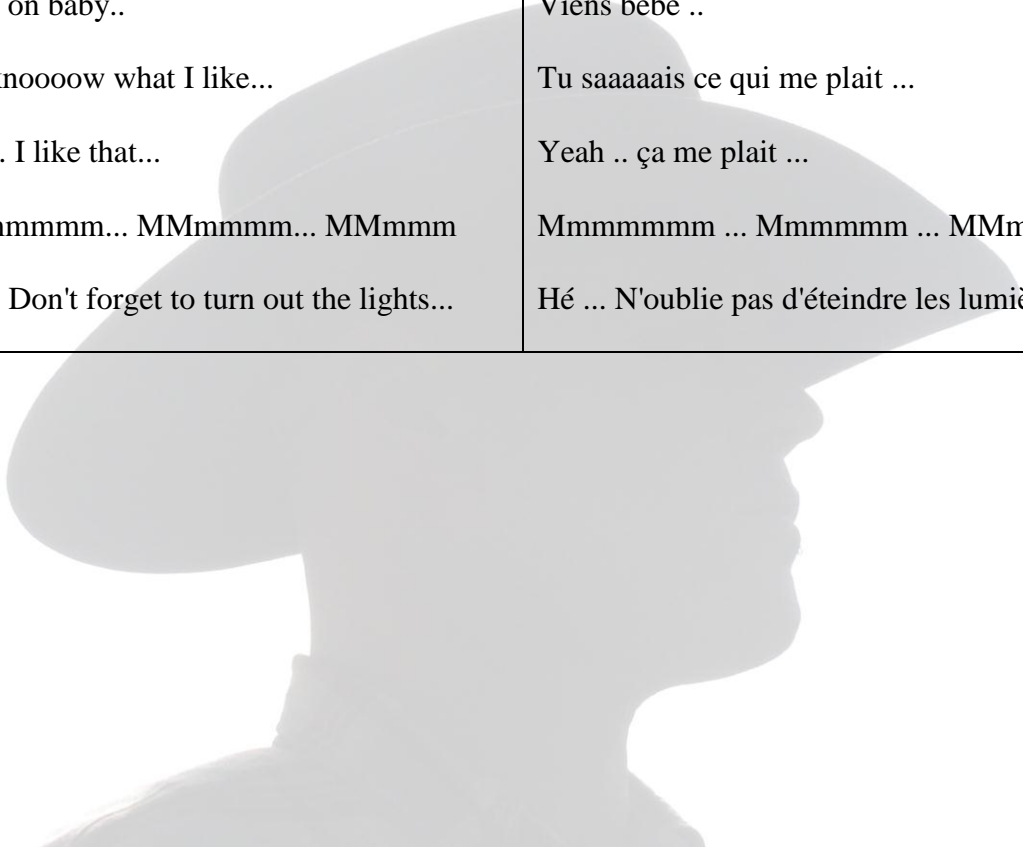 on baby..
what I like...
I like that...
MMmmmm... MMmmm
Don't forget to turn out the lights...
Viens bébé ..
Tu saaaaais ce qui me plait ...
Yeah .. ça me plait ...
Mmmmmmm ... Mmmmmm ...
Hé ... N'oublie pas d'éteindre les